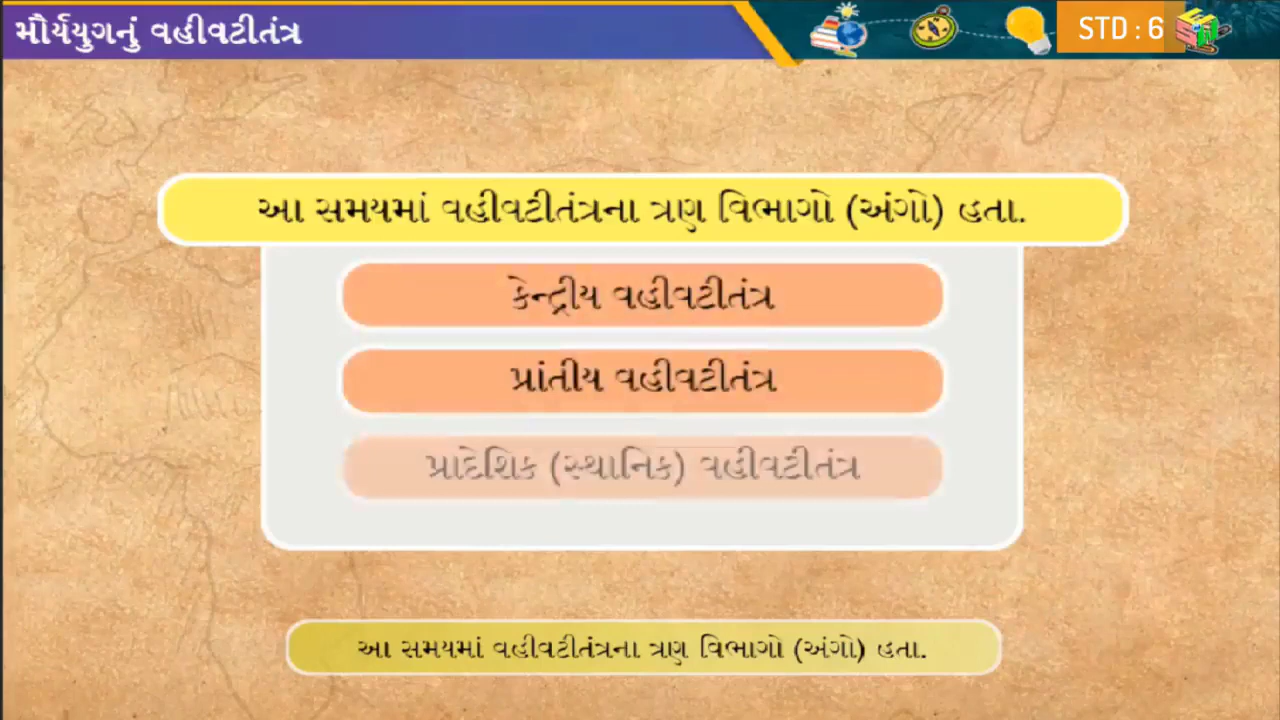 મૌર્યયુગનું વહીવટીતંત્ર
STD : 6
આ સમયમાં વહીવટીતંત્રના ત્રણ વિભાગો (અંગો) હતા.
કેન્દ્રીય વહીવટીતંત્ર
પ્રાંતીય વહીવટીતંત્ર
પ્રાદેશિક (સ્થાનિક) વહીવટીતંત્ર
આ સમયમાં વહીવટીતંત્રના ત્રણ વિભાગો (અંગો) હતા.